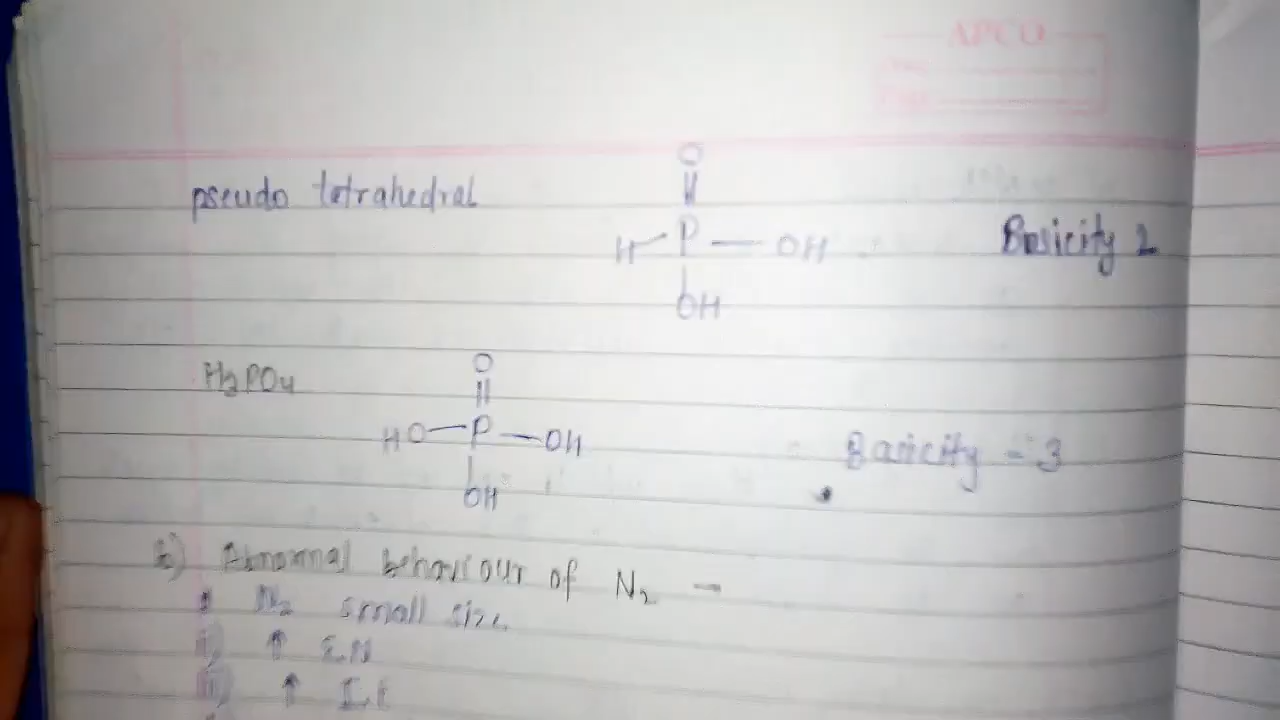 APCO
O
pseudo tetrahedral
H P OH
Basicity 2
OH
O
H3PO4
HO P OH
Basicity = 3
OH
Abnormal behaviour of N2 -
N2 small size
ii) ↑ E.N
iii) ↑ I.E